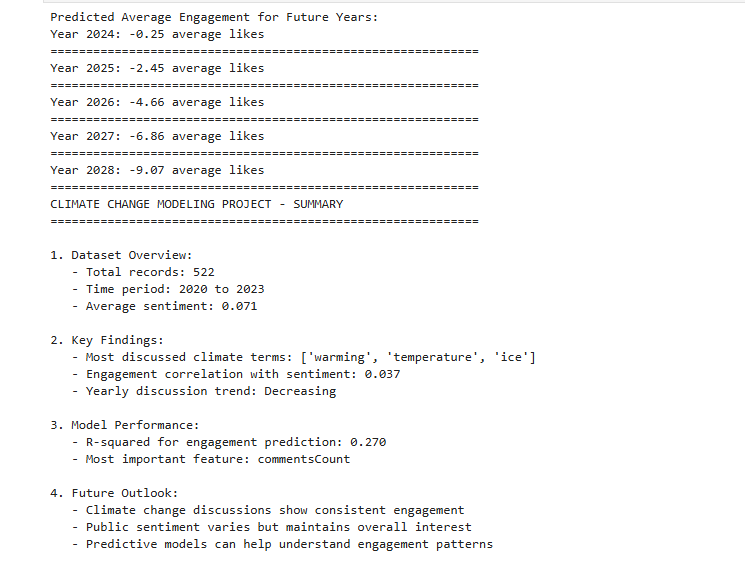 Predicted Average Engagement for Future Years:
Year 2024: -0.25 average likes
============================================================
Year 2025: -2.45 average likes
============================================================
Year 2026: -4.66 average likes
============================================================
Year 2027: -6.86 average likes
============================================================
Year 2028: -9.07 average likes
============================================================
CLIMATE CHANGE MODELING PROJECT - SUMMARY
============================================================
1. Dataset Overview:
- Total records: 522
- Time period: 2020 to 2023
- Average sentiment: 0.071
2. Key Findings:
- Most discussed climate terms: ['warming', 'temperature', 'ice']
- Engagement correlation with sentiment: 0.037
- Yearly discussion trend: Decreasing
3. Model Performance:
- R-squared for engagement prediction: 0.270
- Most important feature: commentsCount
4. Future Outlook:
- Climate change discussions show consistent engagement
- Public sentiment varies but maintains overall interest
- Predictive models can help understand engagement patterns